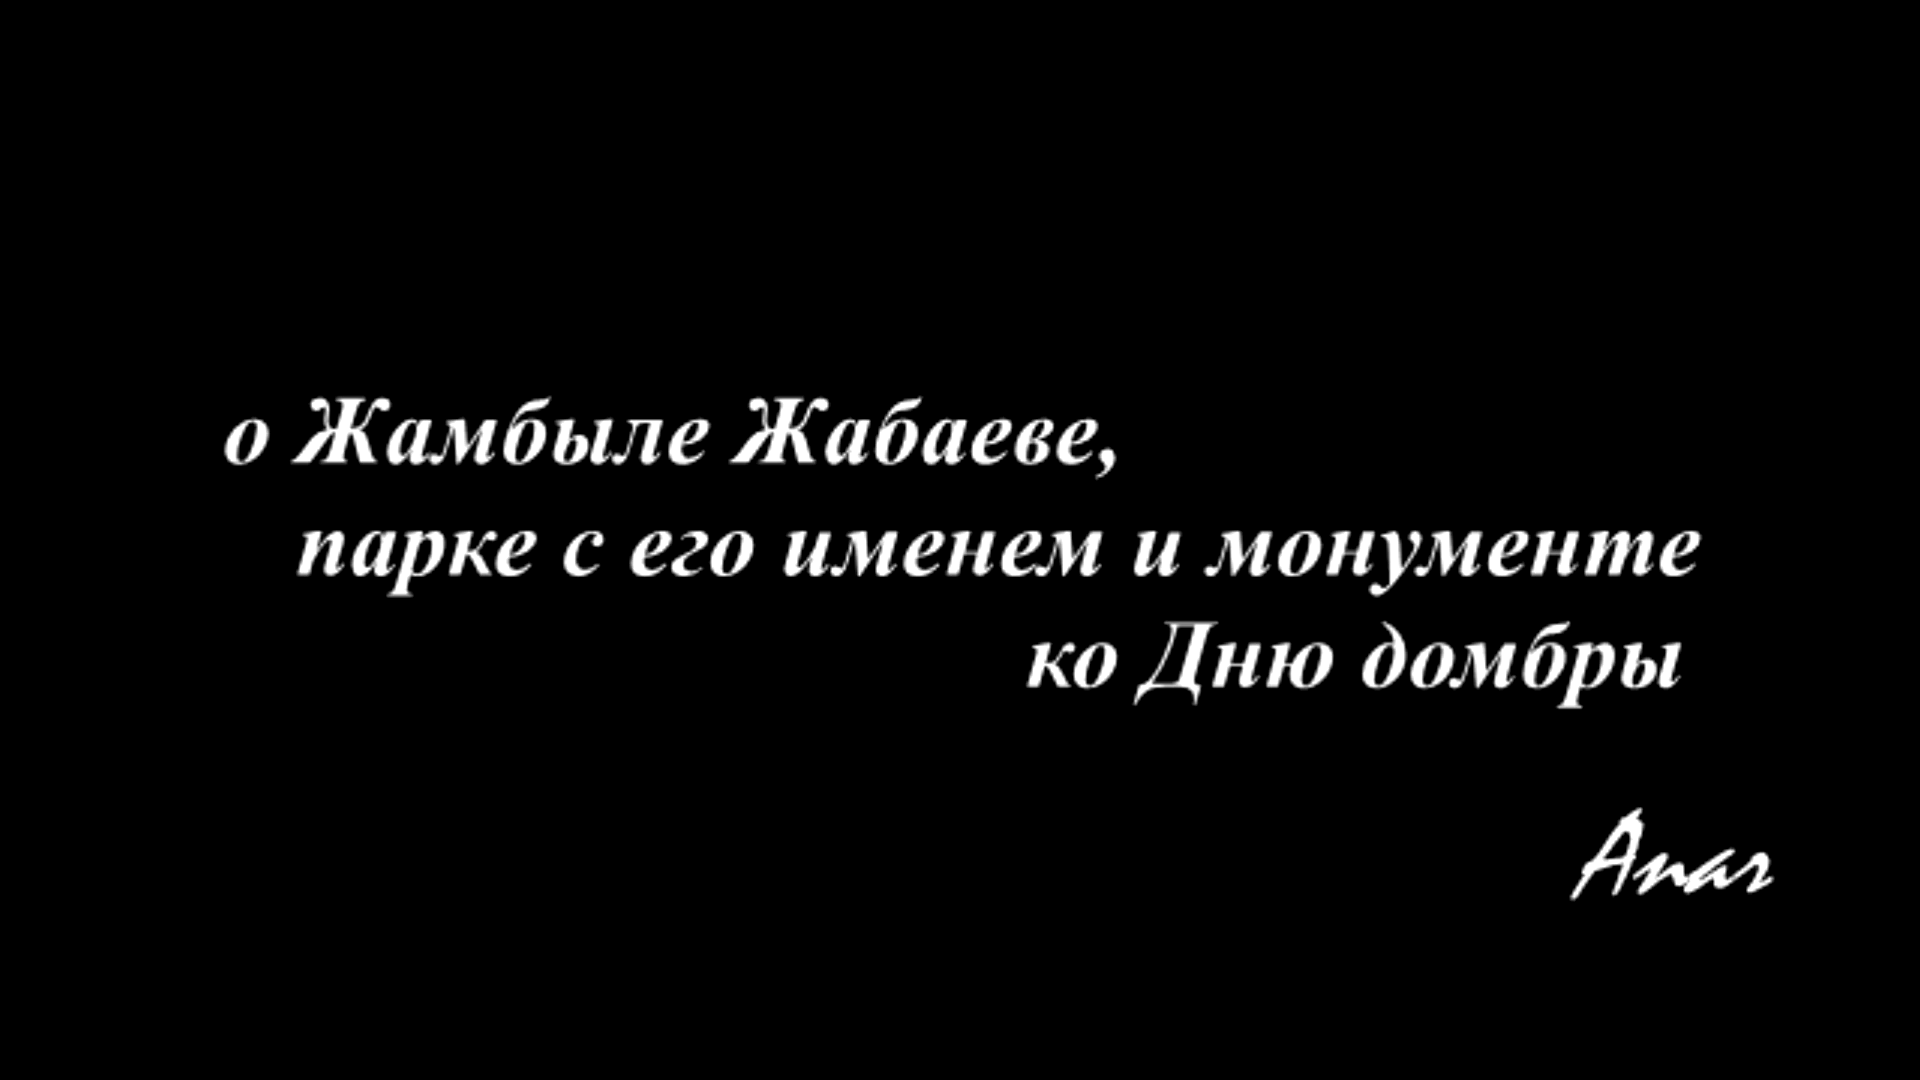 о Жамбыле Жабаеве,
парке с его именем и монументе
ко Дню домбры
Anar